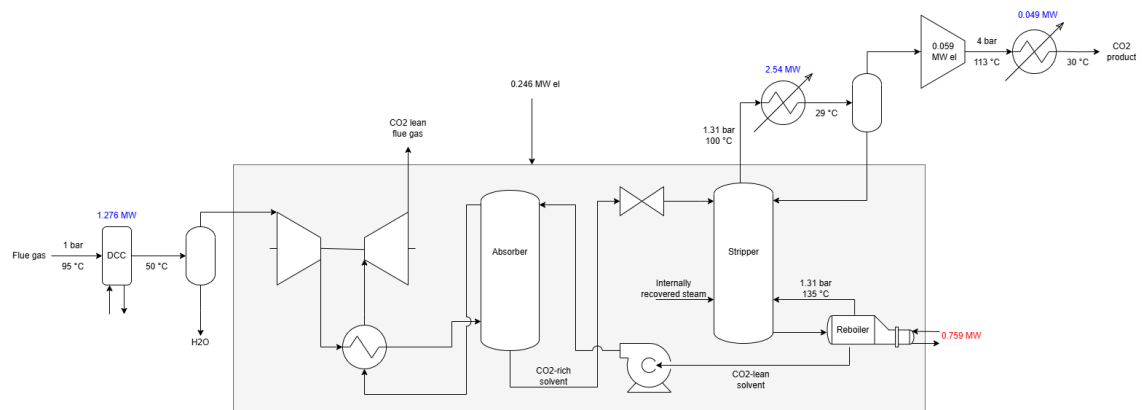 0.049 MW
0.059
MW el
4 bar
113 °C
30 °C
CO2
product
2.54 MW
29 °C
0.246 MW el
CO2 lean
flue gas
1.31 bar
100 °C
1.276 MW
Flue gas
1 bar
95 °C
DCC
50 °C
H2O
Absorber
Stripper
Internally
recovered steam
1.31 bar
135 °C
Reboiler
0.759 MW
CO2-rich
solvent
CO2-lean
solvent